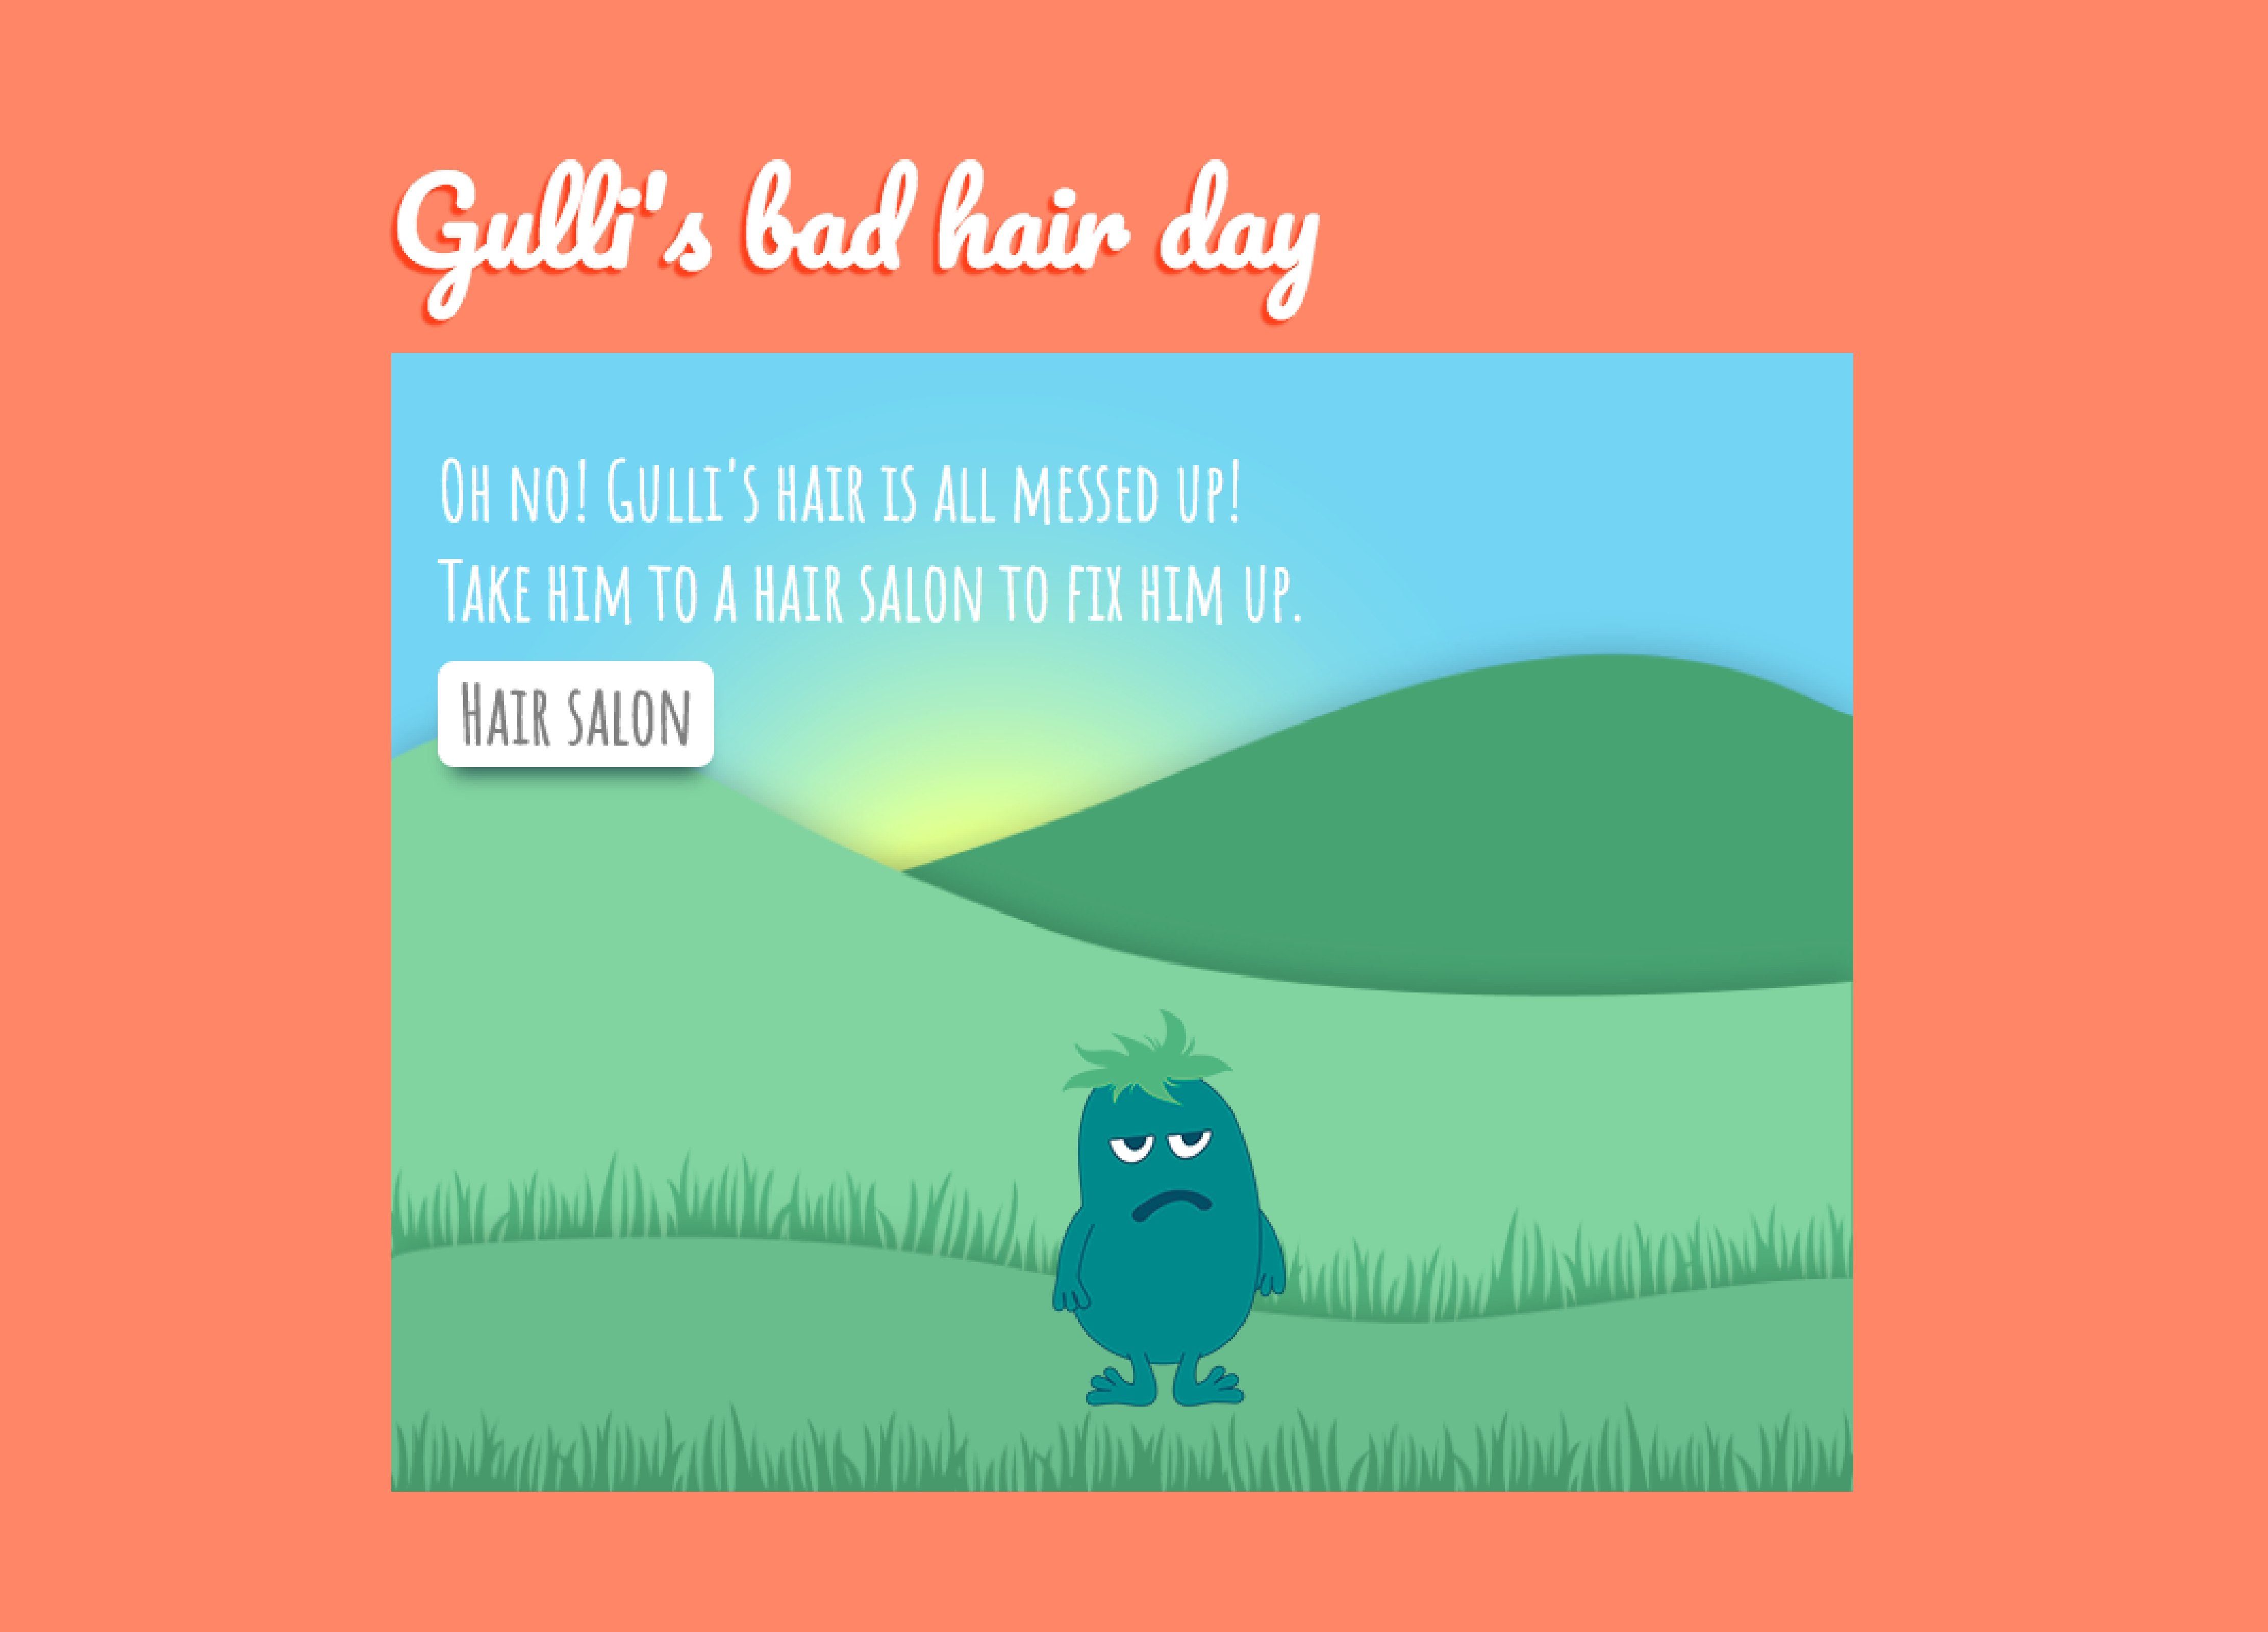 Gulli's bad hair day
Oh no! Gulli's hair is all messed up!
Take him to a hair salon to fix him up.
Hair salon